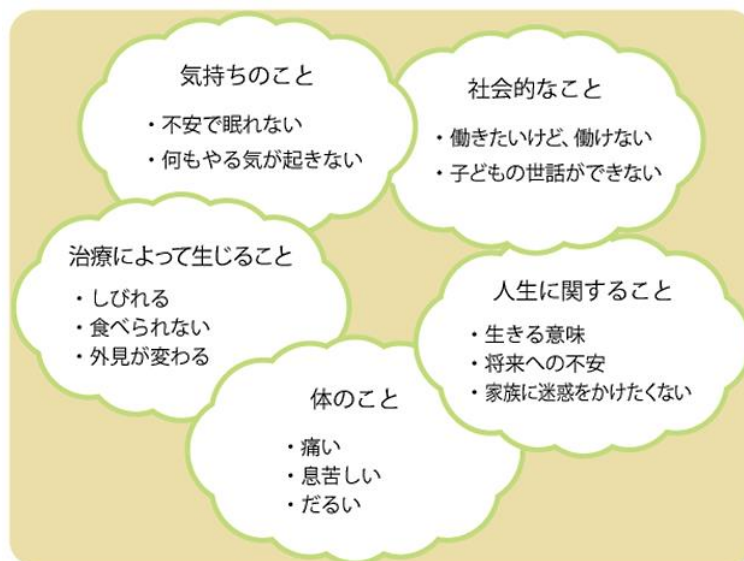 気持ちのこと
・不安で眠れない
・何もやる気が起きない
社会的なこと
・働きたいけど、働けない
・子どもの世話ができない
治療によって生じること
・しびれる
・食べられない
・外見が変わる
人生に関すること
・生きる意味
・将来への不安
・家族に迷惑をかけたくない
体のこと
・痛い
・息苦しい
・だるい